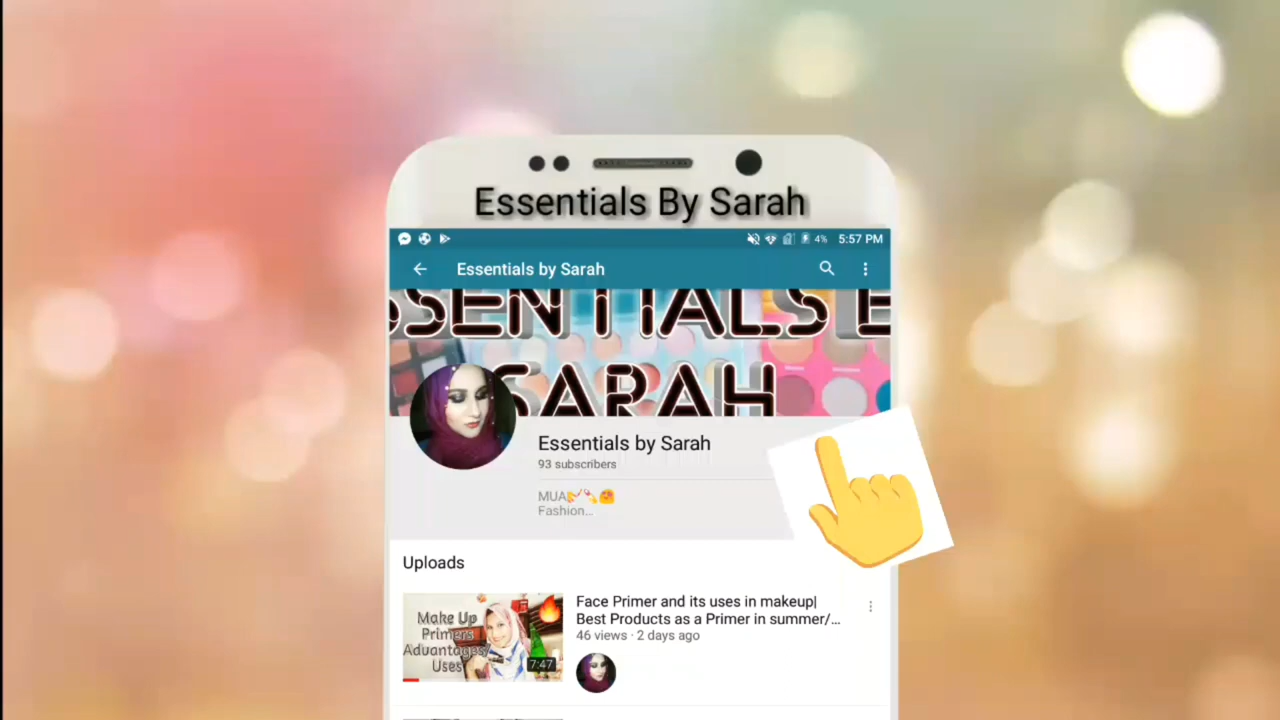 Essentials By Sarah
4% 5:57 PM
Essentials by Sarah
SSENTIALS B
SARAH
Essentials by Sarah
93 subscribers
MUA
Fashion...
Uploads
Make Up
Primers
Advantages/
Uses
7:47
Face Primer and its uses in makeup|
Best Products as a Primer in summer/...
46 views · 2 days ago